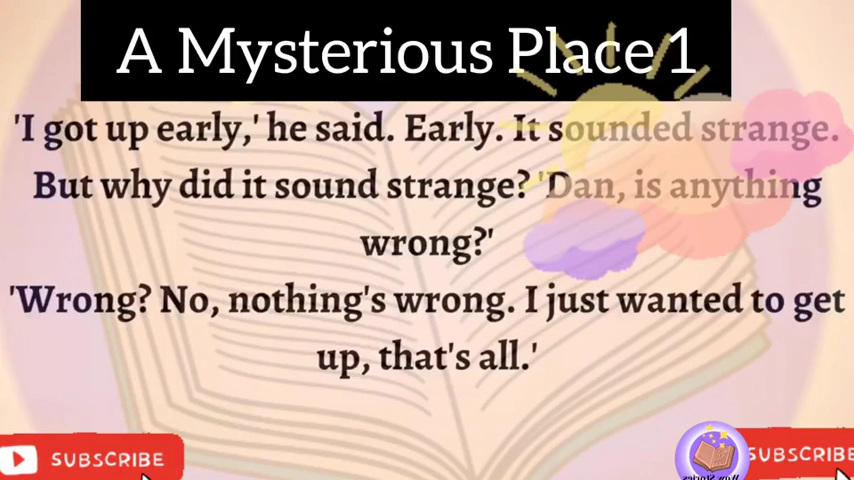 A Mysterious Place 1
'I got up early,' he said. Early. It sounded strange.
But why did it sound strange? 'Dan, is anything
wrong?'
'Wrong? No, nothing's wrong. I just wanted to get
up, that's all.'
SUBSCRIBE
SUBSCRIBE